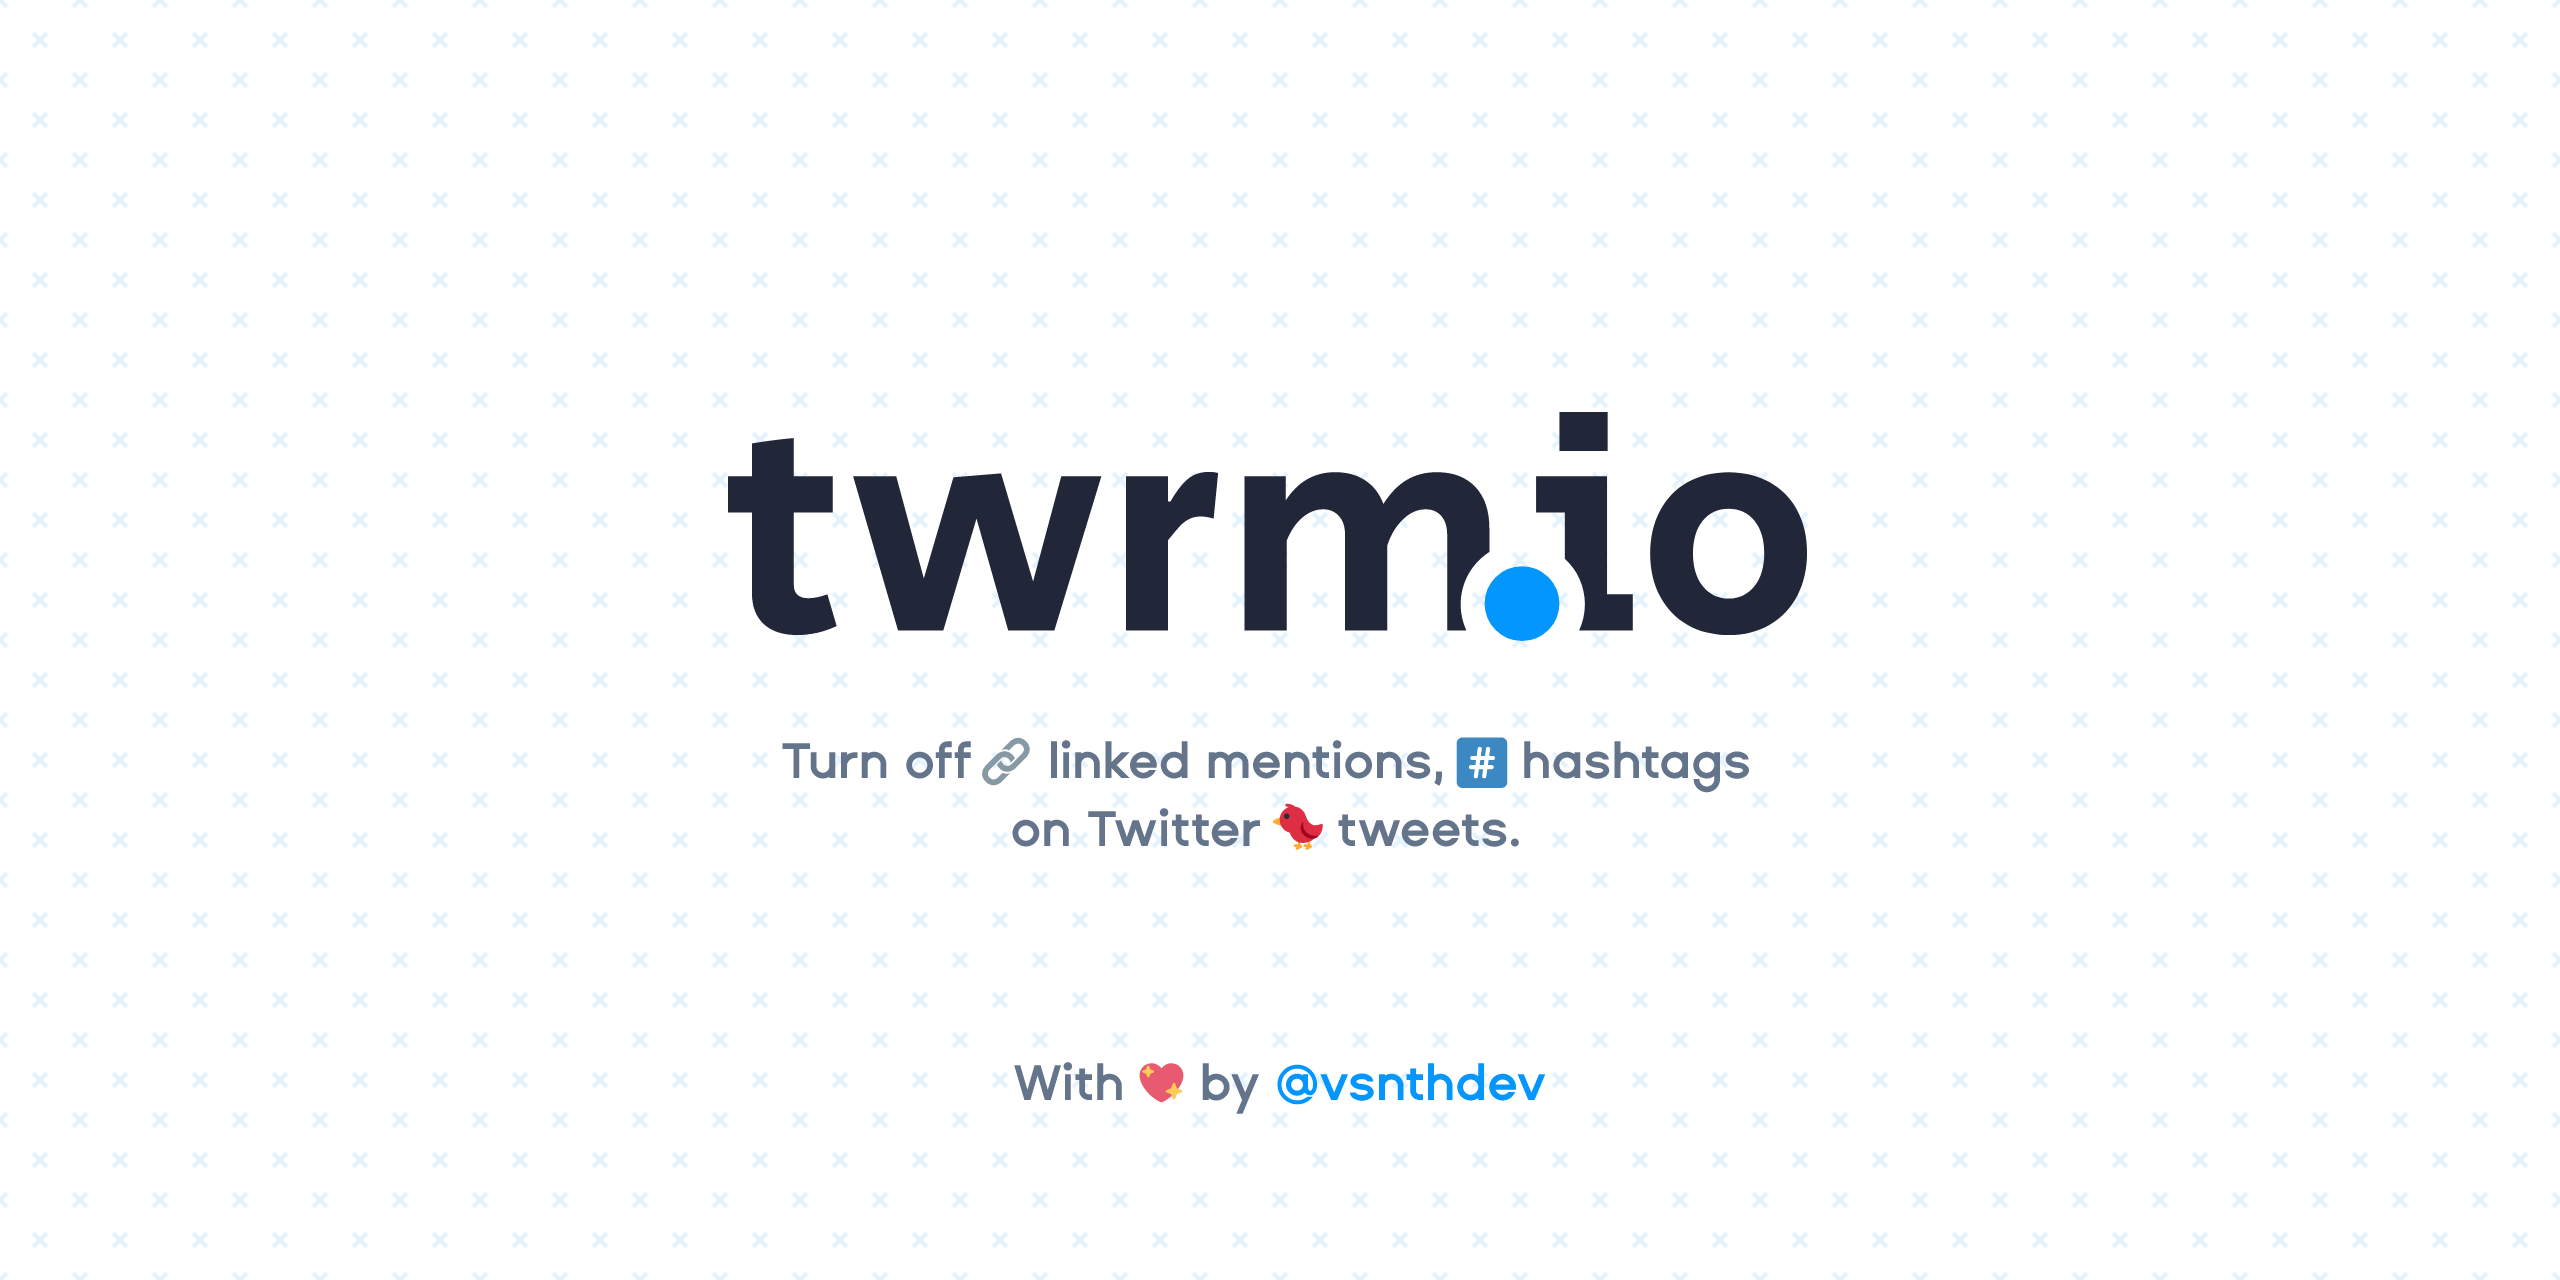 twrm.io
Turn off 🔗 linked mentions, #️⃣ hashtags
on Twitter 🐦 tweets.
With 💖 by @vsnthdev